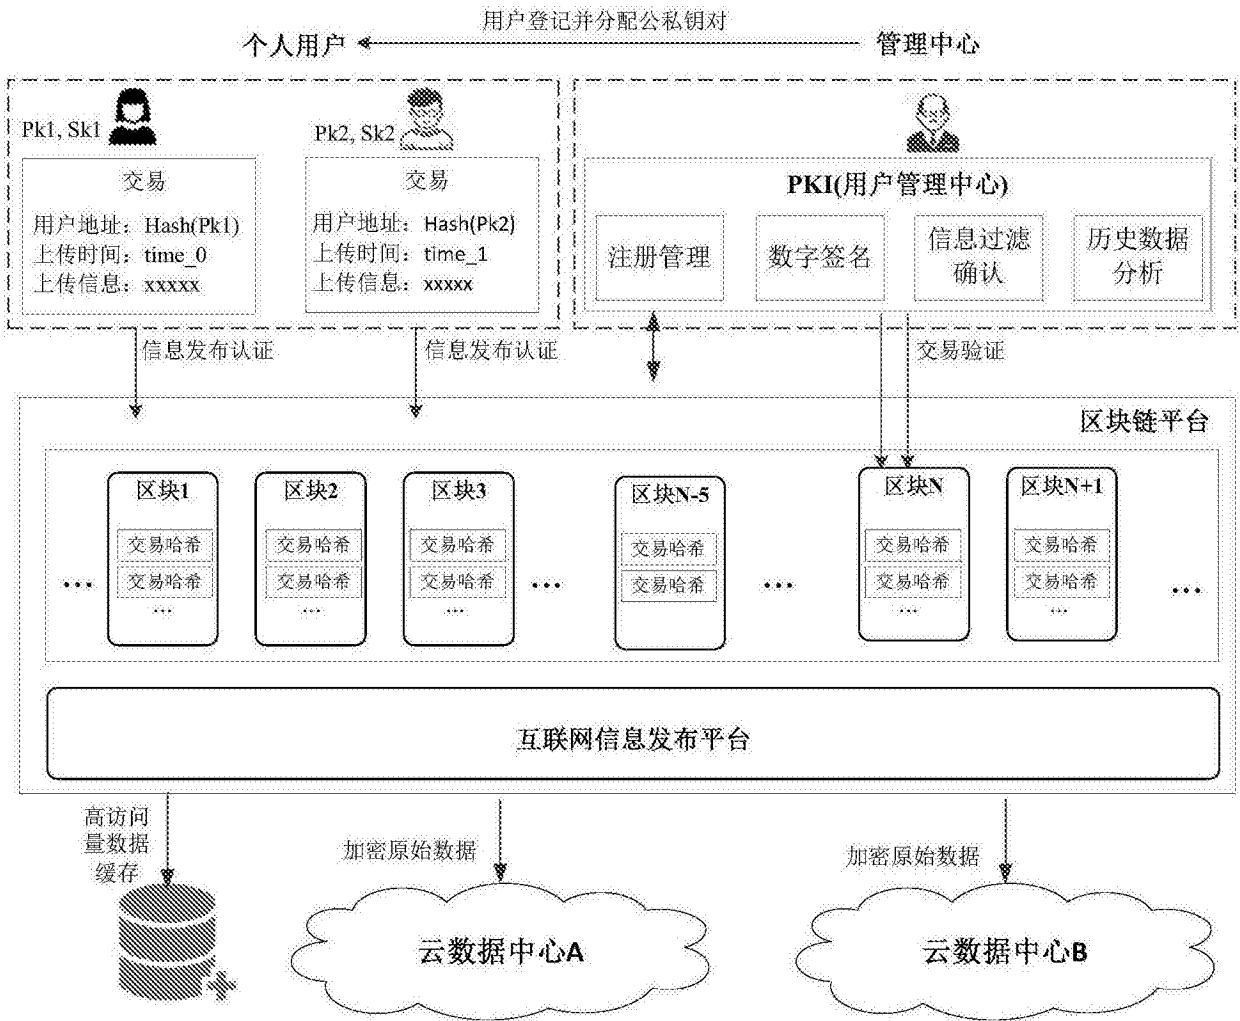 用户登记并分配公私钥对
个人用户
管理中心
Pk1, Sk1
Pk2, Sk2
交易
用户地址：Hash(Pk1)
上传时间：time_0
上传信息：xxxxx
交易
用户地址：Hash(Pk2)
上传时间：time_1
上传信息：xxxxx
PKI(用户管理中心)
注册管理
数字签名
信息过滤
确认
历史数据
分析
信息发布认证
信息发布认证
交易验证
区块链平台
区块1
交易哈希
交易哈希
...
区块2
交易哈希
交易哈希
...
区块3
交易哈希
交易哈希
...
区块N-5
交易哈希
交易哈希
区块N
交易哈希
交易哈希
...
区块N+1
交易哈希
交易哈希
...
...
...
...
...
互联网信息发布平台
高访问
量数据
缓存
加密原始数据
加密原始数据
云数据中心A
云数据中心B